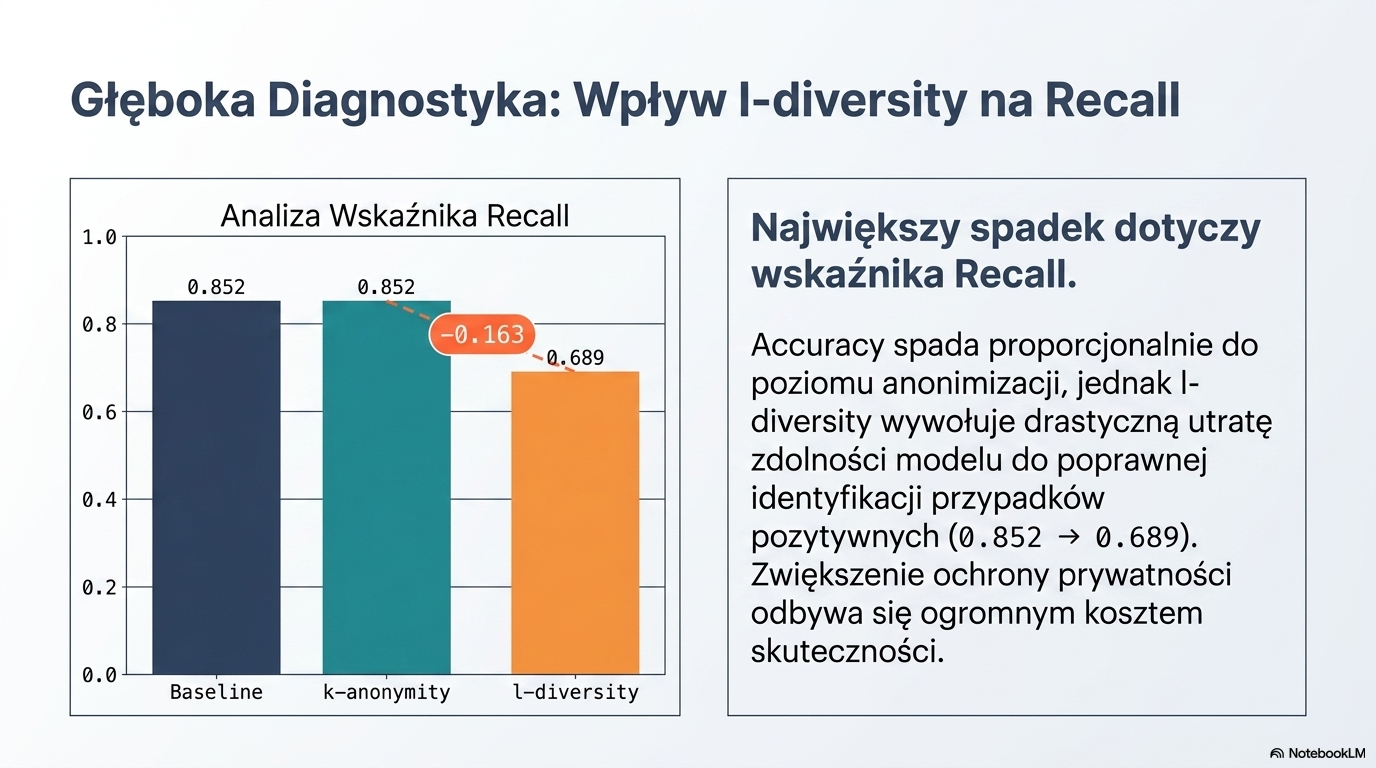 Głęboka Diagnostyka: Wpływ l-diversity na Recall
Analiza Wskaźnika Recall
1.0
0.8
0.6
0.4
0.2
0.0
0.852
0.852
−0.163
0.689
Baseline
k−anonymity
l−diversity
Największy spadek dotyczy
wskaźnika Recall.
Accuracy spada proporcjonalnie do
poziomu anonimizacji, jednak l-
diversity wywołuje drastyczną utratę
zdolności modelu do poprawnej
identyfikacji przypadków
pozytywnych (0.852 → 0.689).
Zwiększenie ochrony prywatności
odbywa się ogromnym kosztem
skuteczności.
NotebookLM